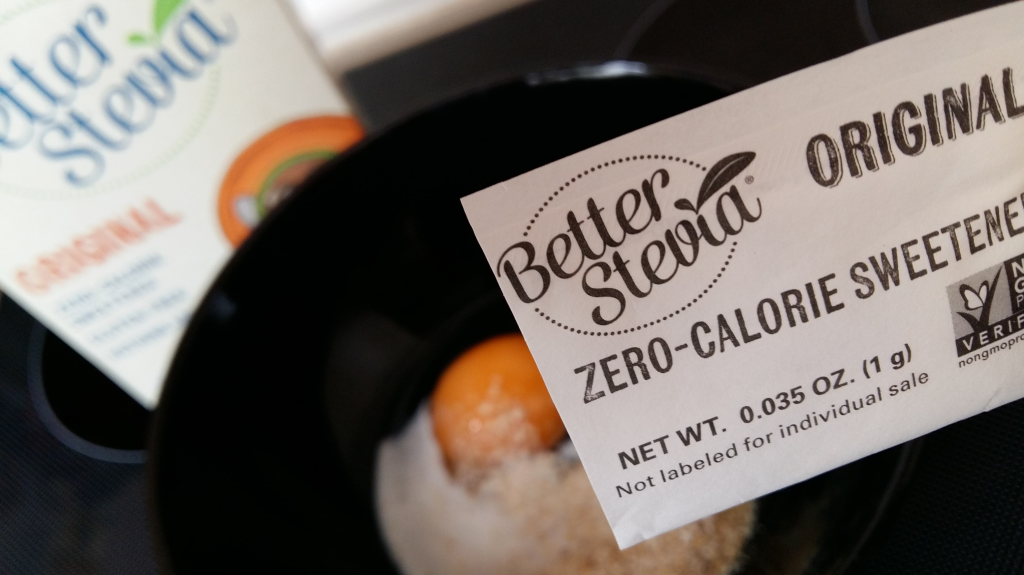 Better
Stevia®
ORIGINAL
ZERO-CALORIE SWEETENE
NET WT. 0.035 OZ. (1 g)
Not labeled for individual sale
VERIF
nongmopro
etter
Stevia
ORIGINAL